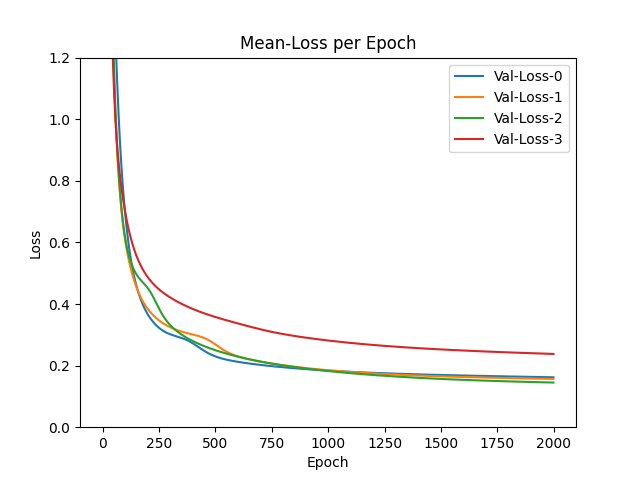 Mean-Loss per Epoch
Val-Loss-0
Val-Loss-1
Val-Loss-2
Val-Loss-3
Loss
1.2
1.0
0.8
0.6
0.4
0.2
0.0
0 250 500 750 1000 1250 1500 1750 2000
Epoch